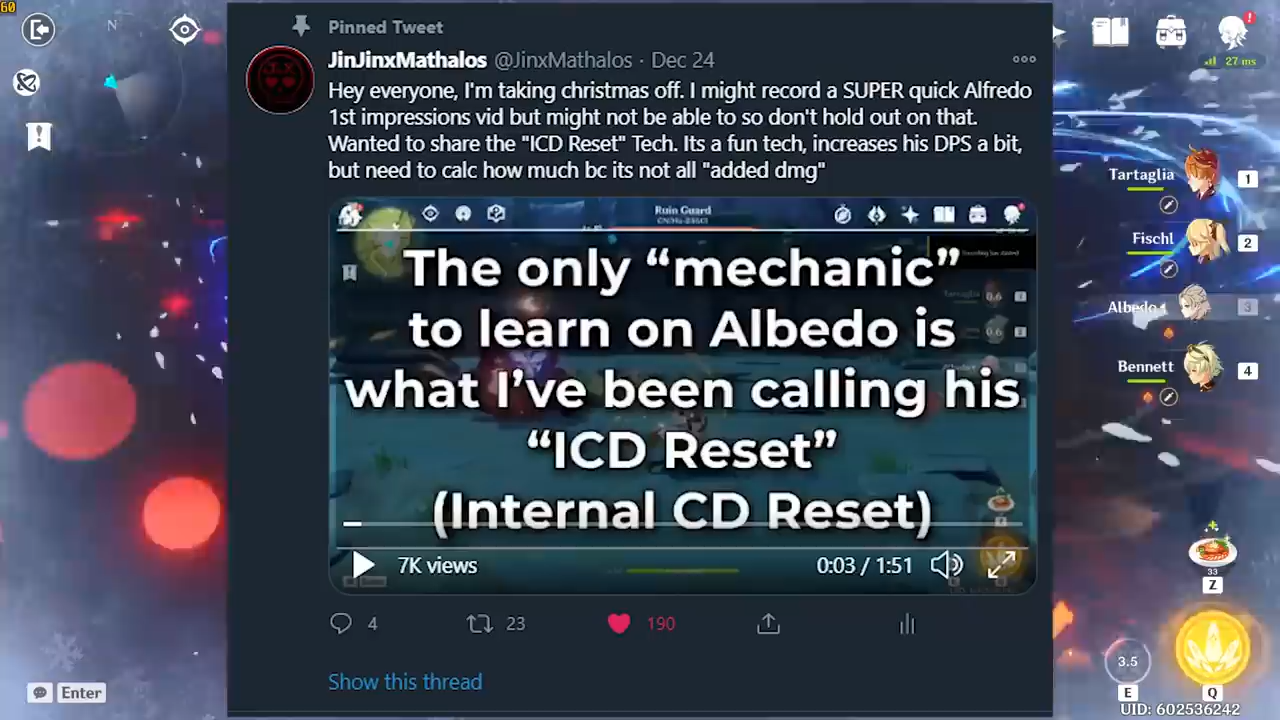 60
N
27 ms
Pinned Tweet
JinJinxMathalos @JinxMathalos · Dec 24
Hey everyone, I'm taking christmas off. I might record a SUPER quick Alfredo
1st impressions vid but might not be able to so don't hold out on that.
Wanted to share the "ICD Reset" Tech. Its a fun tech, increases his DPS a bit,
but need to calc how much bc its not all "added dmg"
Ruin Guard
The only “mechanic”
to learn on Albedo is
what I’ve been calling his
“ICD Reset”
(Internal CD Reset)
7K views
0:03 / 1:51
4
23
190
Show this thread
Tartaglia 1
Fischl 2
Albedo 3
Bennett 4
33
Z
3.5
E
Q
Enter
UID: 602536242